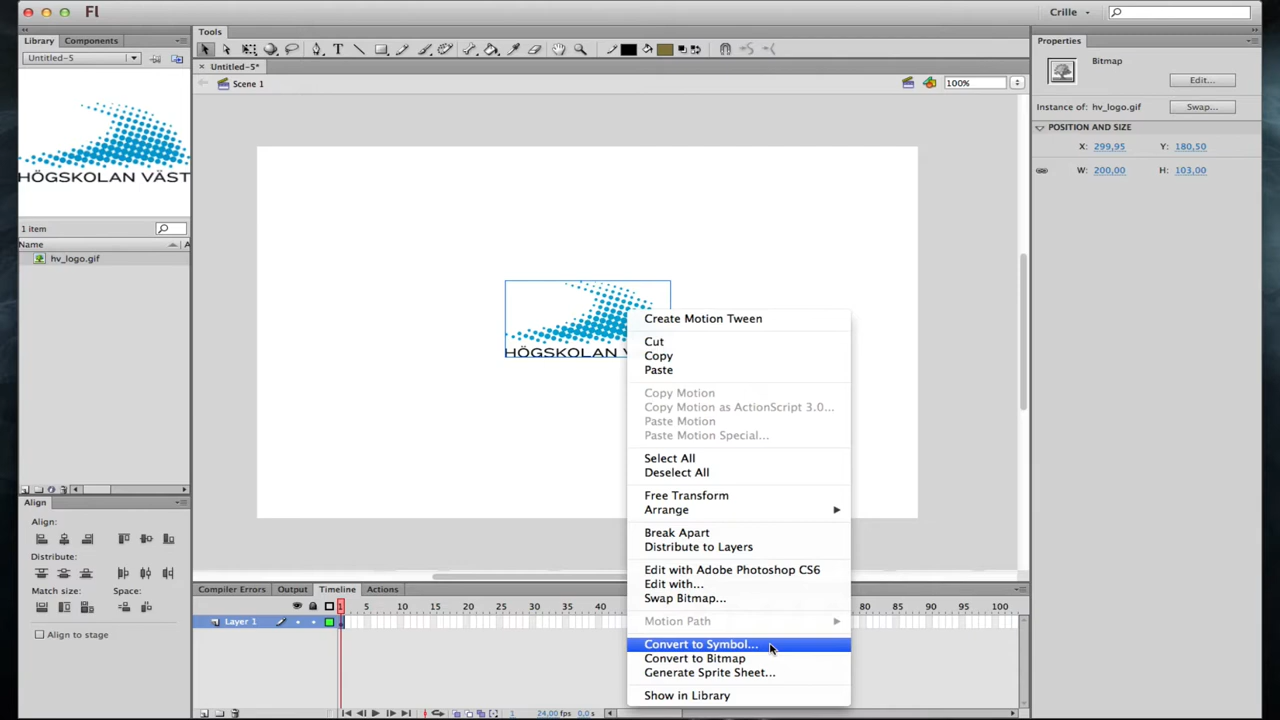 Fl
Crille
Tools
Library
Components
Untitled-5
Untitled-5*
Scene 1
100%
Properties
Bitmap
Edit...
Instance of: hv_logo.gif
Swap...
POSITION AND SIZE
X: 299,95
Y: 180,50
W: 200,00
H: 103,00
HÖGSKOLAN VÄST
1 item
Name
A
hv_logo.gif
HÖGSKOLAN V
Create Motion Tween
Cut
Copy
Paste
Copy Motion
Copy Motion as ActionScript 3.0...
Paste Motion
Paste Motion Special...
Select All
Deselect All
Free Transform
Arrange
Break Apart
Distribute to Layers
Edit with Adobe Photoshop CS6
Edit with...
Swap Bitmap...
Motion Path
Convert to Symbol...
Convert to Bitmap
Generate Sprite Sheet...
Show in Library
Align
Align:
Distribute:
Match size:
Space:
Align to stage
Compiler Errors
Output
Timeline
Actions
1 5 10 15 20 25 30 35 40 80 85 90 95 100
Layer 1
1 24,00 fps 0,0 s